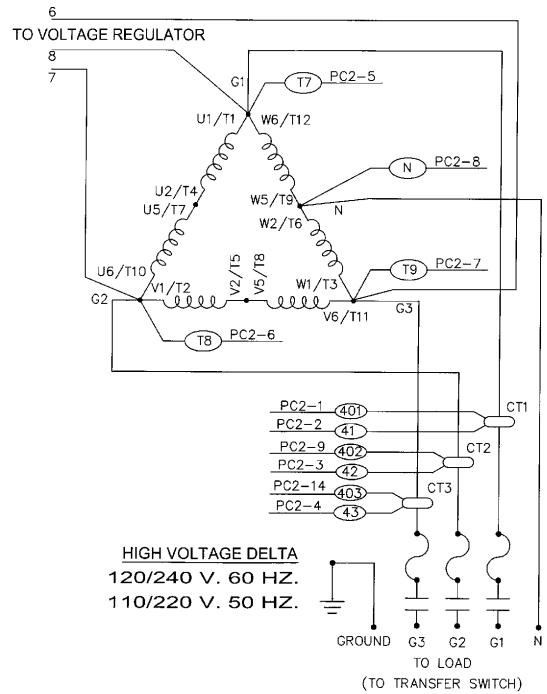 6
TO VOLTAGE REGULATOR
8
7
G1
T7 PC2-5
U1/T1 W6/T12
N PC2-8
U2/T4
U5/T7
W5/T9
W2/T6
N
T9 PC2-7
U6/T10
V1/T2
V2/T5
V5/T8
W1/T3
V6/T11
G2
G3
T8 PC2-6
PC2-1 401
CT1
PC2-2 41
PC2-9 402
CT2
PC2-3 42
PC2-14 403
CT3
PC2-4 43
HIGH VOLTAGE DELTA
120/240 V. 60 HZ.
110/220 V. 50 HZ.
GROUND G3 G2 G1 N
TO LOAD
(TO TRANSFER SWITCH)